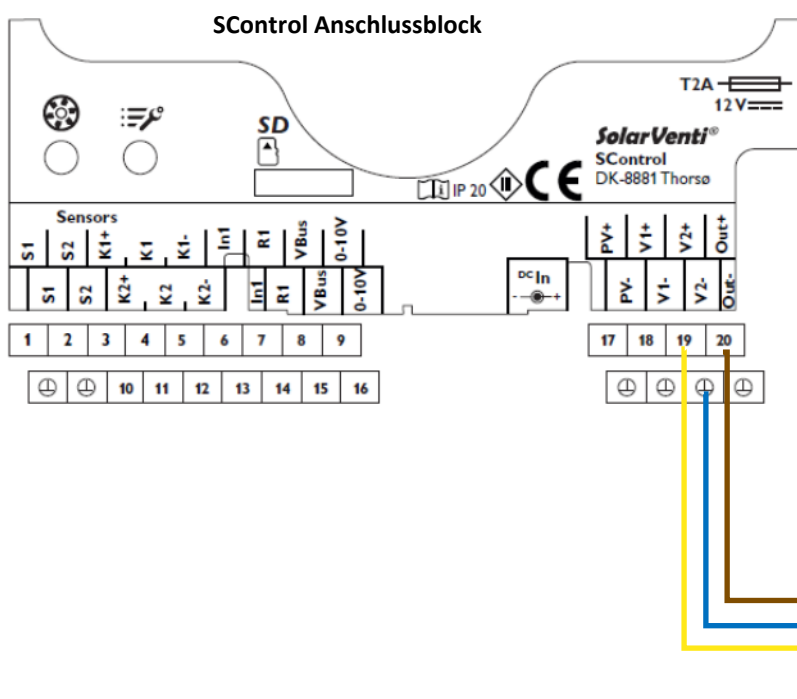 SControl Anschlussblock
T2A
12 V
SD
SolarVenti®
SControl
DK-8881 Thorsø
i IP 20 III CE
Sensors
S1 S2 K1+ K1 K1- In1 R1 VBus 0-10V
PV+ V1+ V2+ Out+
S1 S2 K2+ K2 K2- In1 R1 VBus 0-10V
DC In
- +
PV- V1- V2- Out-
1 2 3 4 5 6 7 8 9
17 18 19 20
10 11 12 13 14 15 16